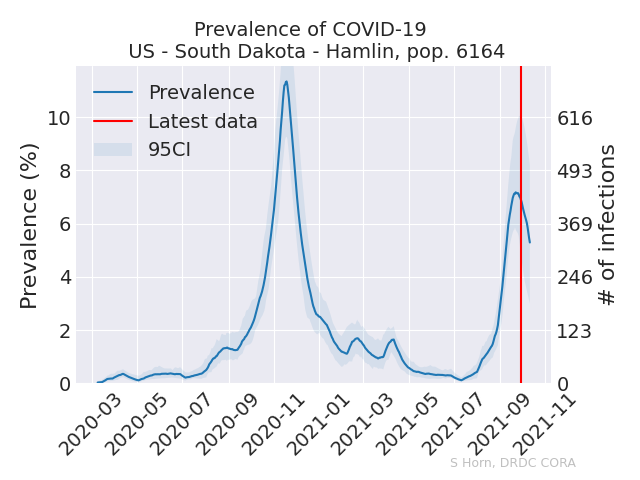 Prevalence of COVID-19
US - South Dakota - Hamlin, pop. 6164
Prevalence
Latest data
95CI
Prevalence (%)
10
8
6
4
2
0
# of infections
616
493
369
246
123
0
2020-03
2020-05
2020-07
2020-09
2020-11
2021-01
2021-03
2021-05
2021-07
2021-09
2021-11
S Horn, DRDC CORA